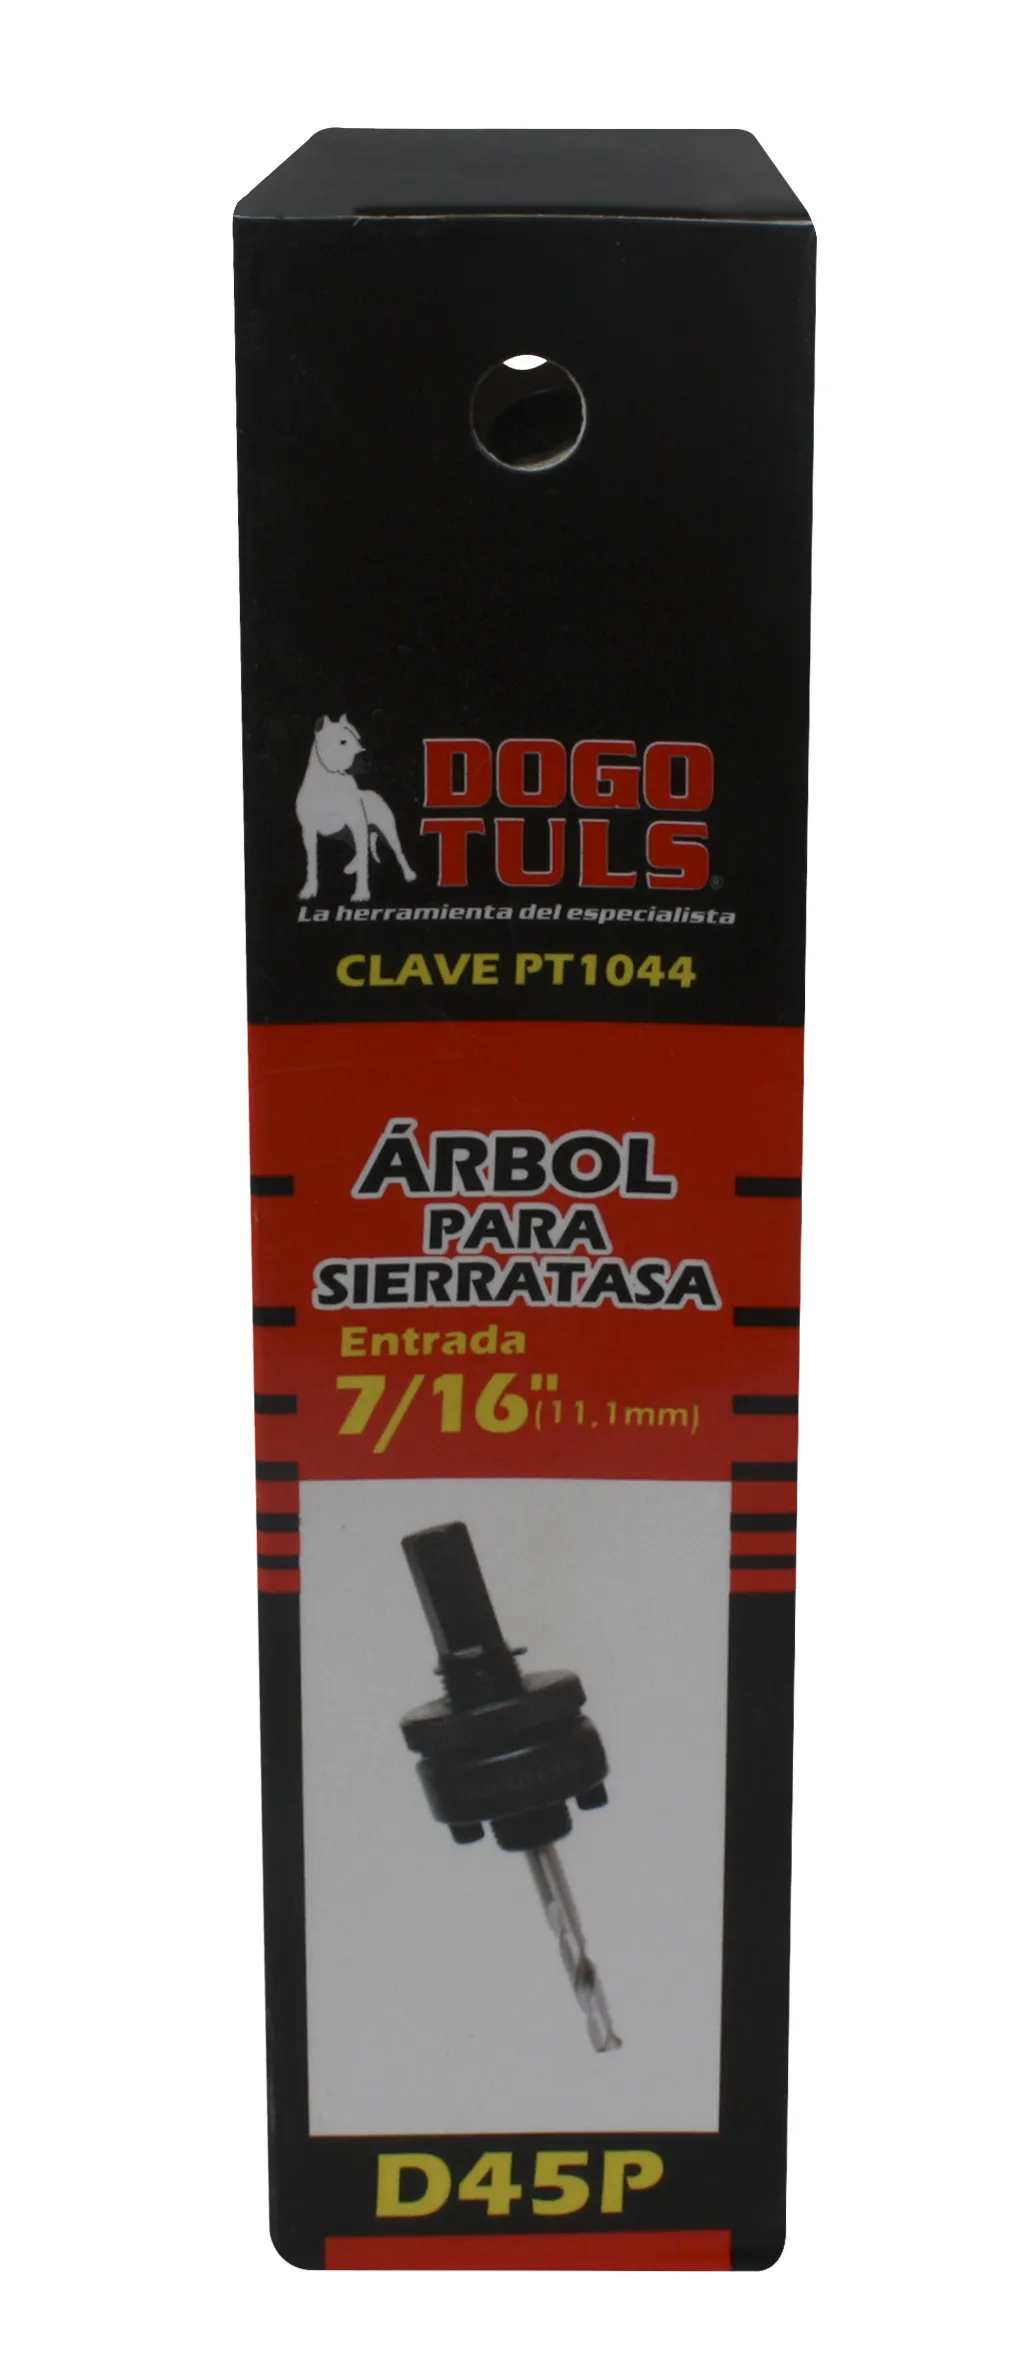 DOGO
TULS®
La herramienta del especialista
CLAVE PT1044
ÁRBOL
PARA
SIERRATASA
Entrada
7/16" (11,1mm)
D45P